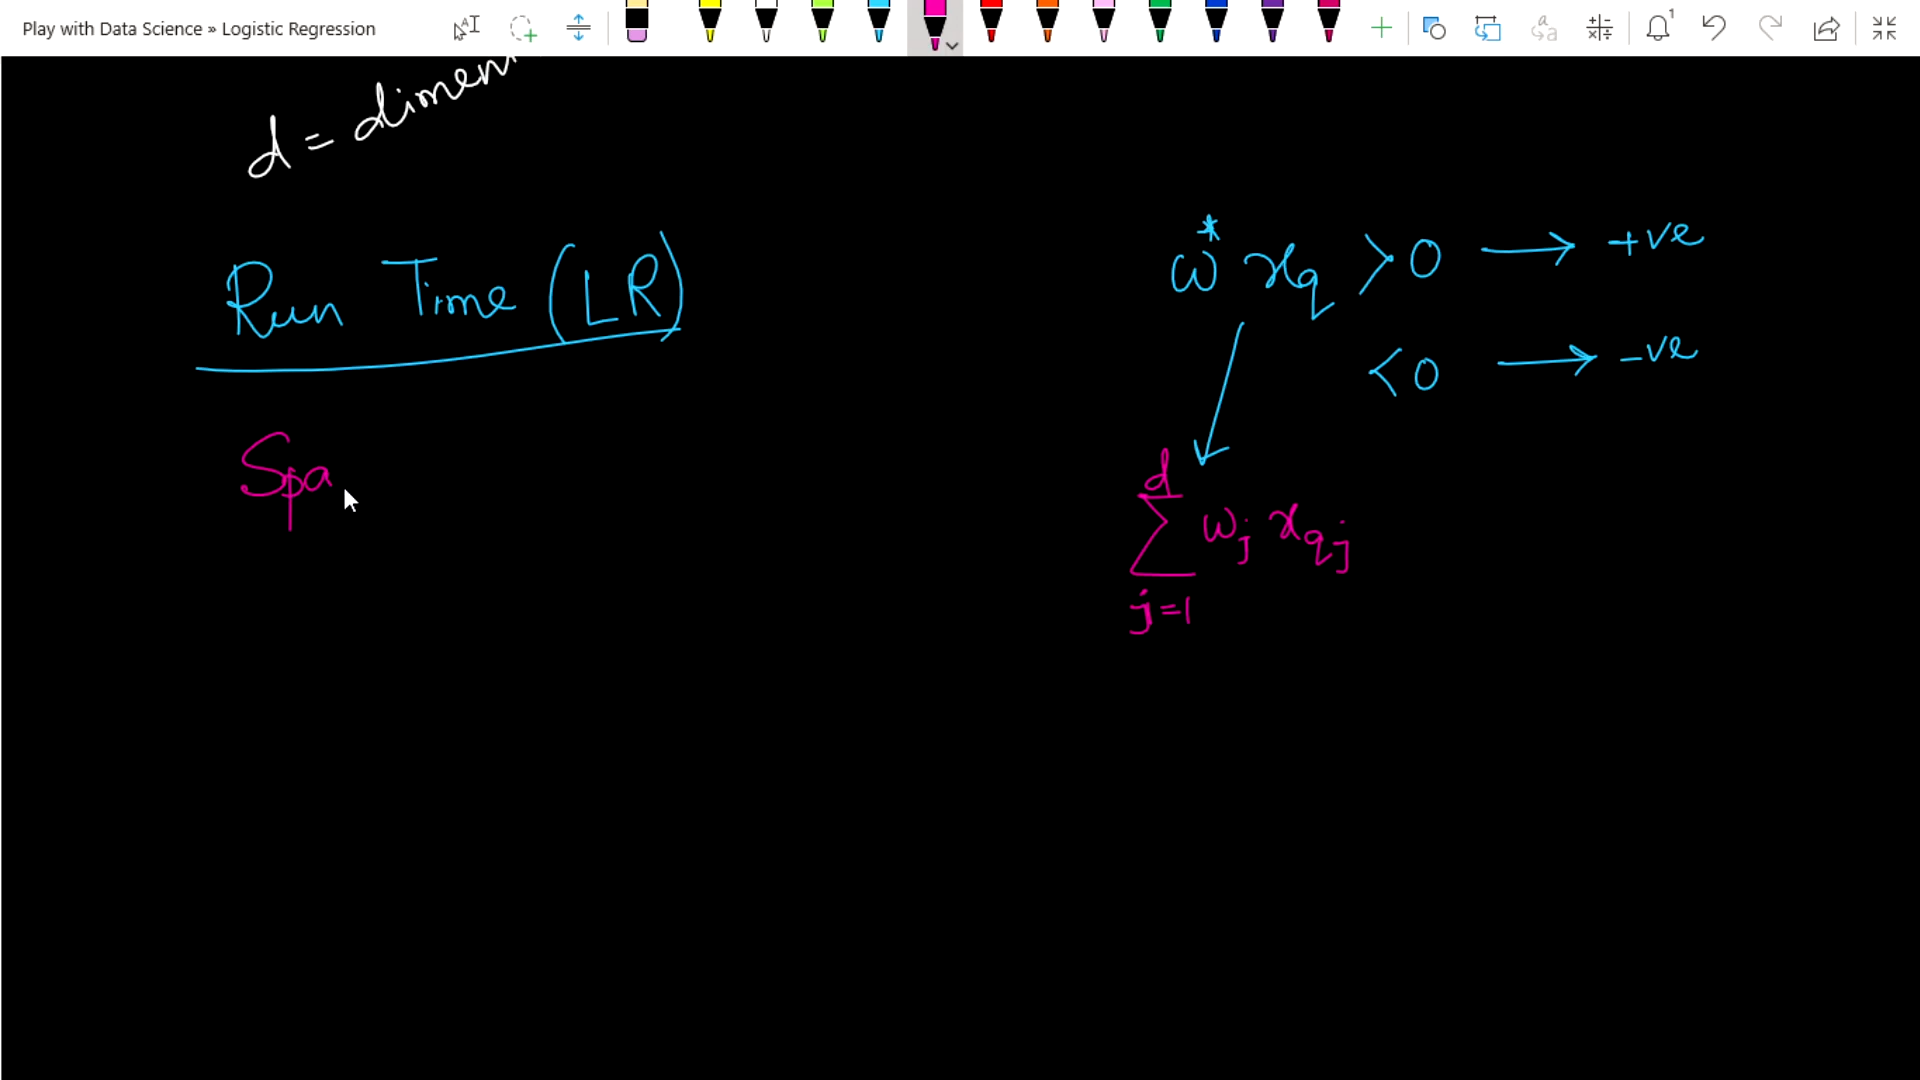 Play with Data Science » Logistic Regression
d = dimen
Run Time (LR)
w* xq > 0 → +ve
< 0 → -ve
Spa
d
∑ wj xqj
j=1